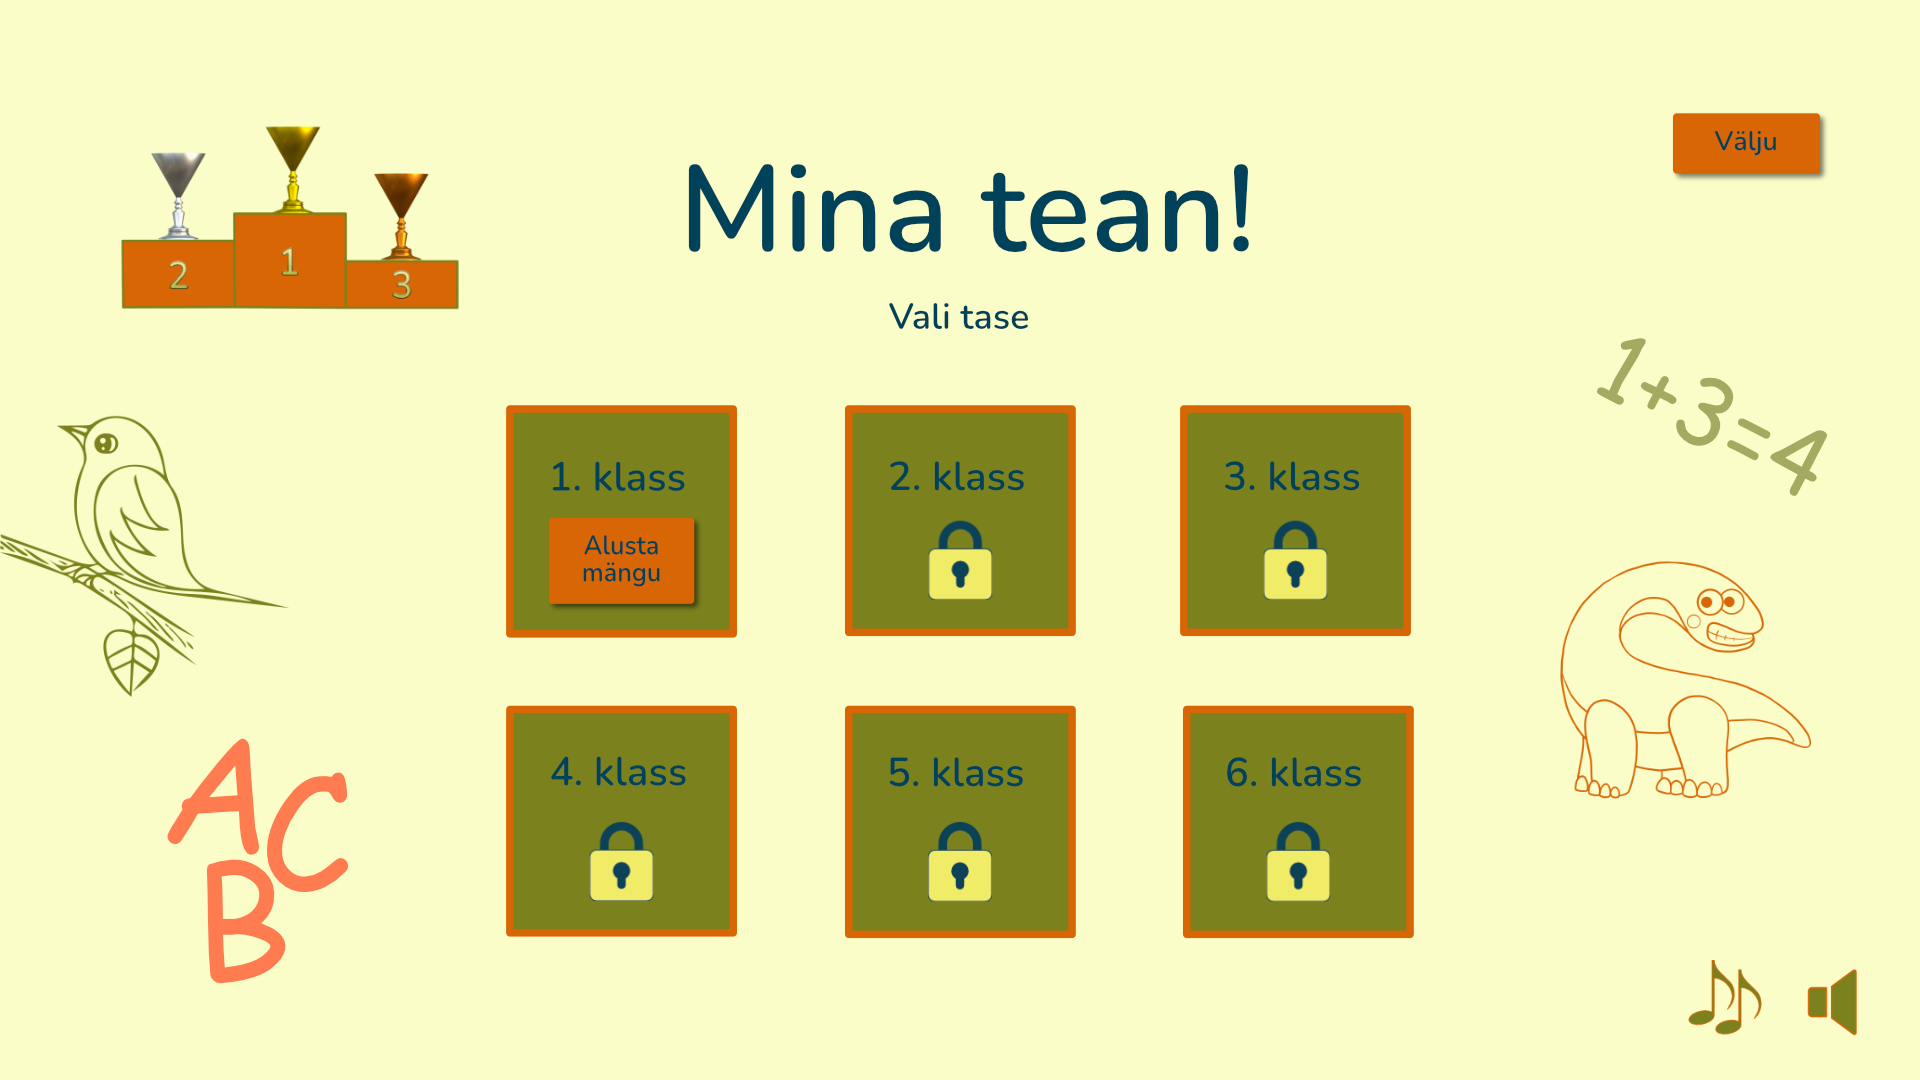 Välju
Mina tean!
2
1
3
Vali tase
1+3=4
1. klass
Alusta
mängu
2. klass
3. klass
4. klass
5. klass
6. klass
A
C
B